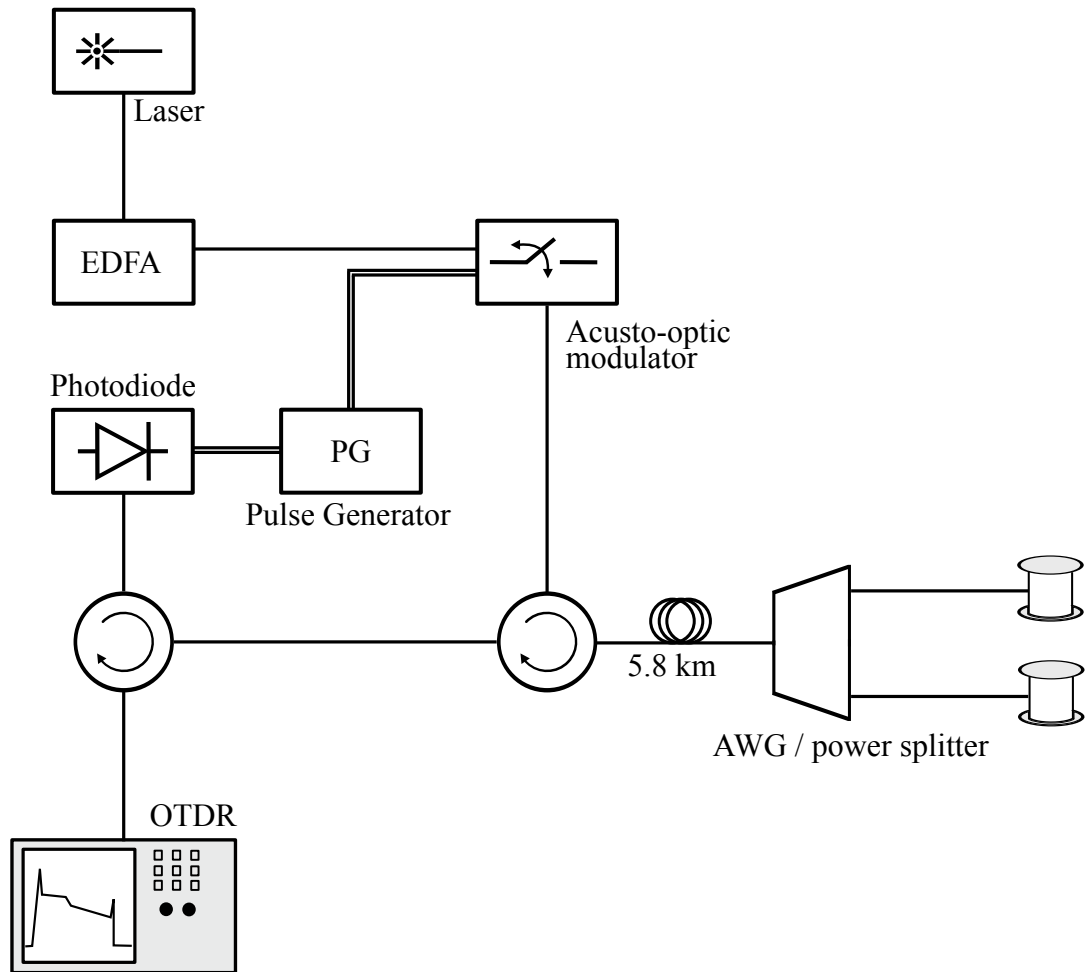 Laser
EDFA
Acusto-optic
modulator
Photodiode
PG
Pulse Generator
5.8 km
AWG / power splitter
OTDR